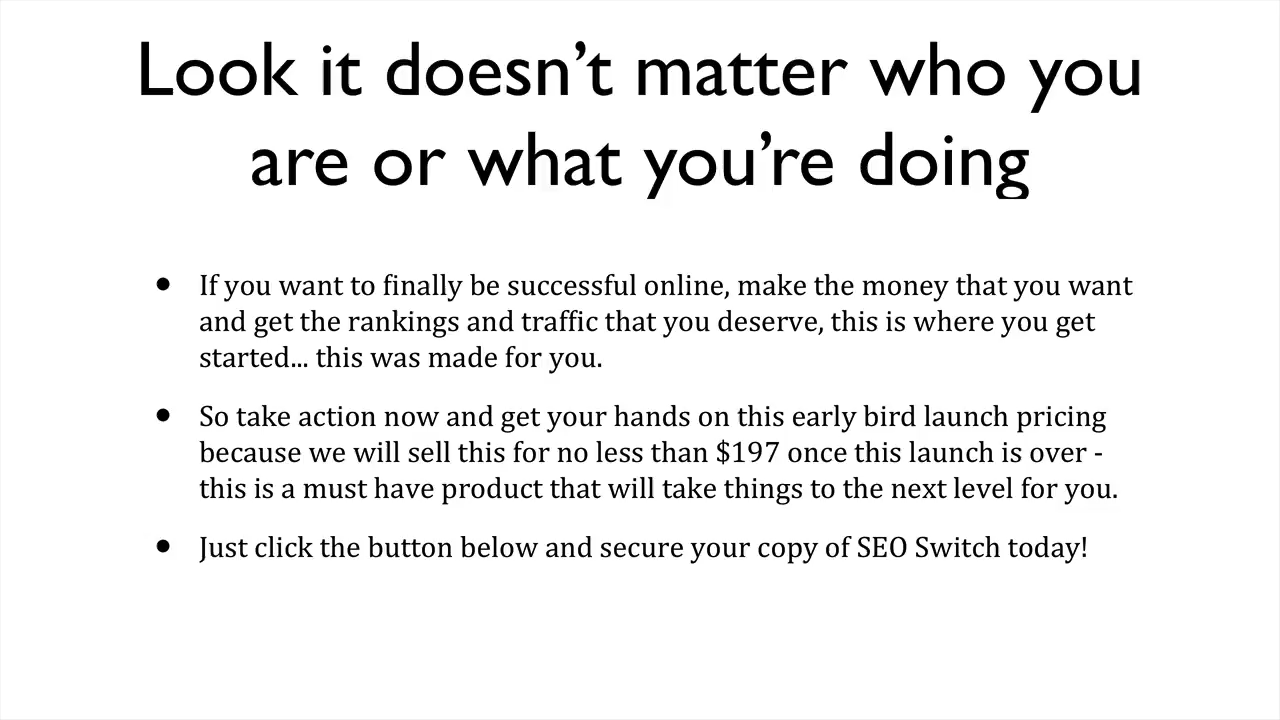 Look it doesn’t matter who you
are or what you’re doing
• If you want to finally be successful online, make the money that you want
and get the rankings and traffic that you deserve, this is where you get
started... this was made for you.
• So take action now and get your hands on this early bird launch pricing
because we will sell this for no less than $197 once this launch is over -
this is a must have product that will take things to the next level for you.
• Just click the button below and secure your copy of SEO Switch today!